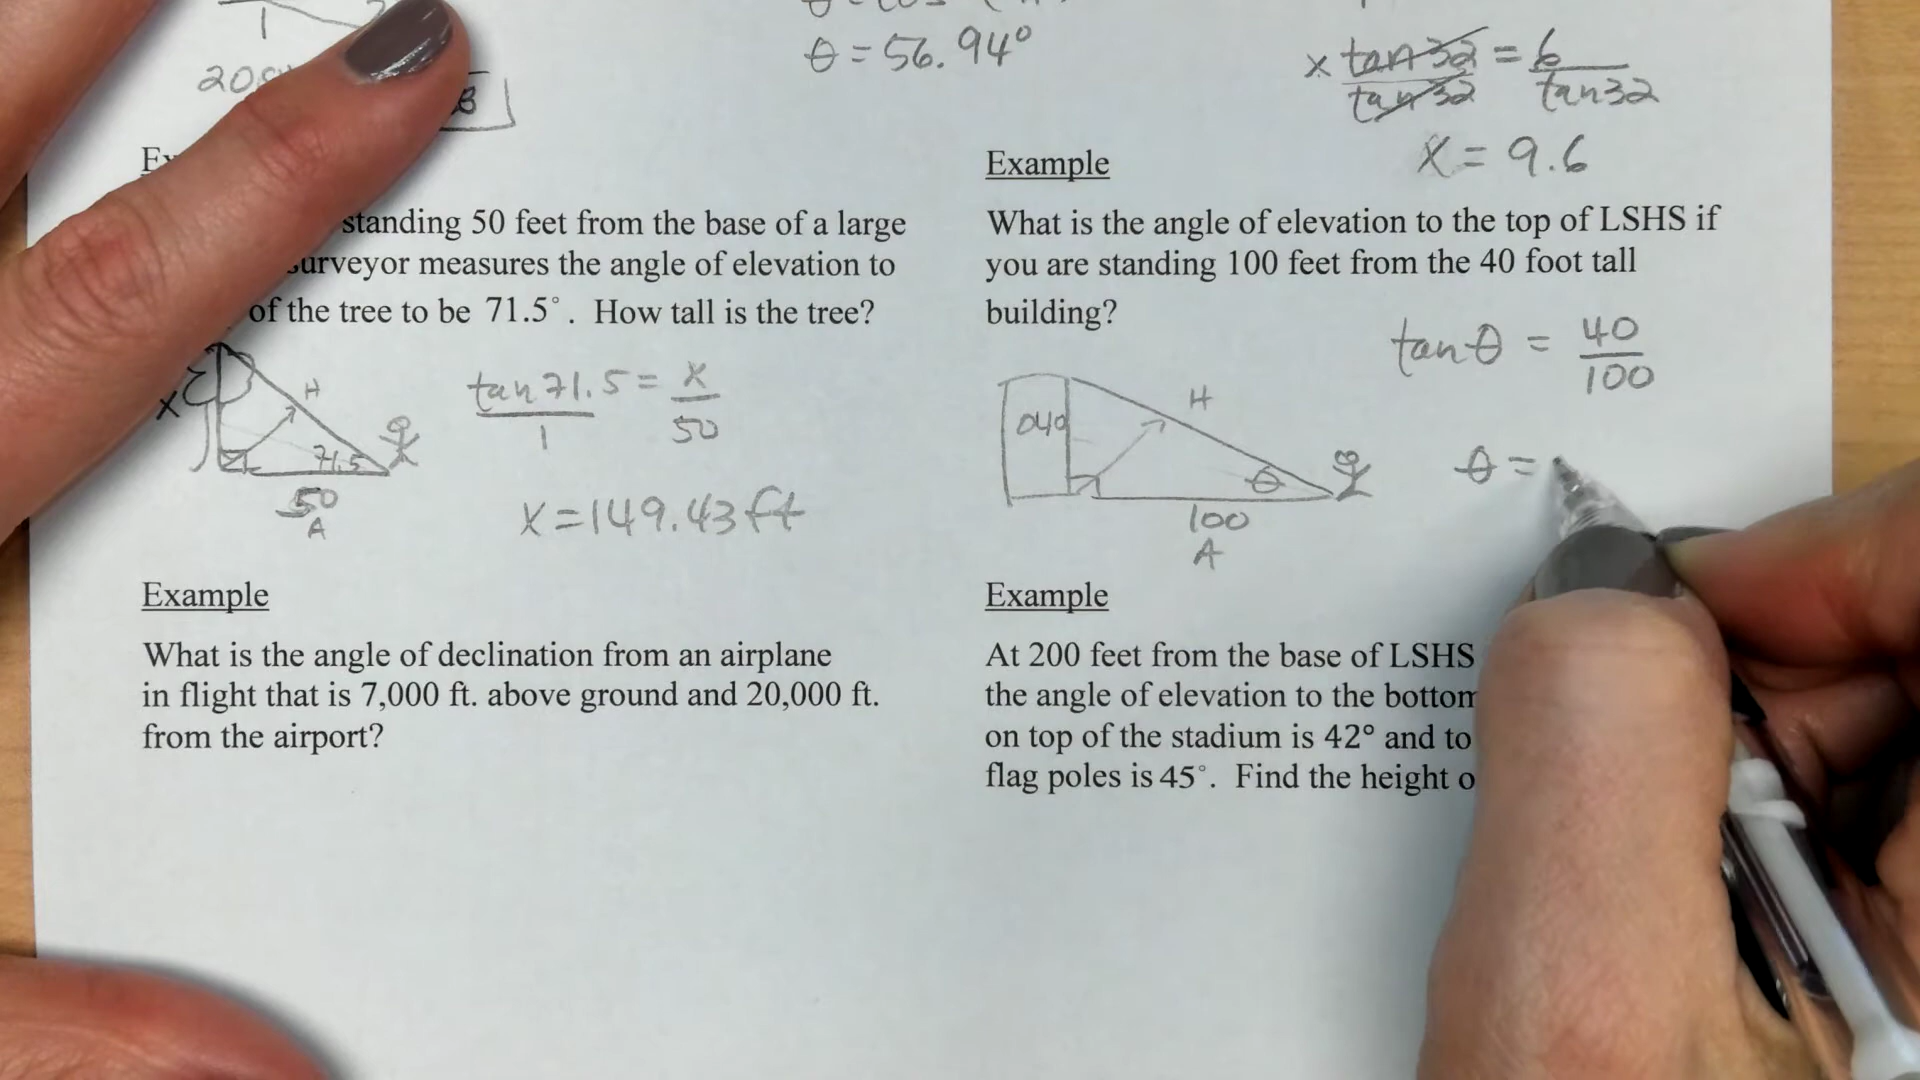 1
20
B
θ = 56.94°
x tan32 = 6
tan32 tan32
x = 9.6
standing 50 feet from the base of a large
surveyor measures the angle of elevation to
of the tree to be 71.5°. How tall is the tree?
x
H
71.5
50
A
tan 71.5 = x
1 50
x = 149.43 ft
Example
What is the angle of elevation to the top of LSHS if
you are standing 100 feet from the 40 foot tall
building?
tan θ = 40
100
O 40
H
θ
100
A
θ =
Example
What is the angle of declination from an airplane
in flight that is 7,000 ft. above ground and 20,000 ft.
from the airport?
Example
At 200 feet from the base of LSHS
the angle of elevation to the bottom
on top of the stadium is 42° and to
flag poles is 45°. Find the height